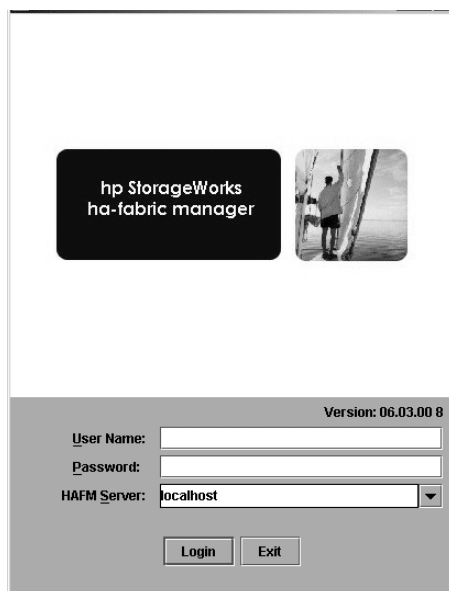 hp StorageWorks
ha-fabric manager
Version: 06.03.00 8
User Name:
Password:
HAFM Server: localhost
Login Exit